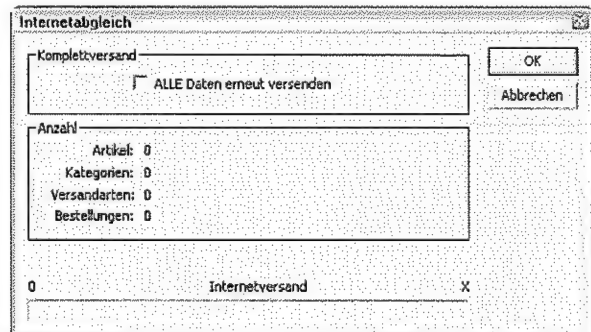 Internetabgleich
Komplettversand
ALLE Daten erneut versenden
OK
Abbrechen
Anzahl
Artikel: 0
Kategorien: 0
Versandarten: 0
Bestellungen: 0
0 Internetversand X